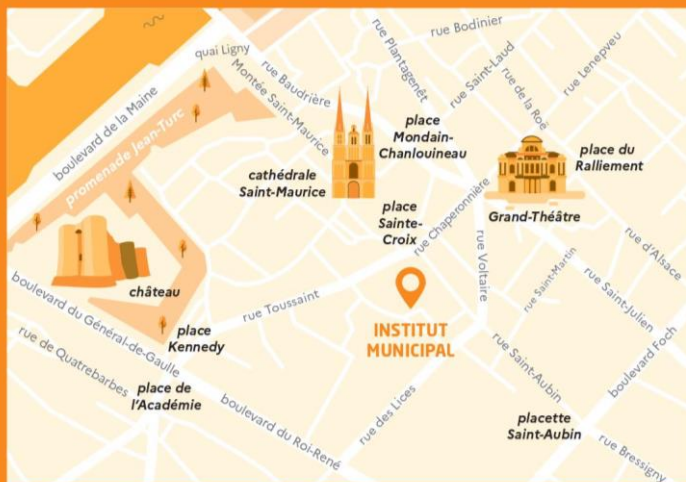 quai Ligny
rue Baudrière
Montée Saint-Maurice
rue Plantagenêt
rue Bodinier
rue Saint-Laud
rue de la Roë
rue Lenepveu
boulevard de la Maine
promenade Jean-Turc
place
Mondain-
Chanlouineau
place du
Ralliement
cathédrale
Saint-Maurice
place
Sainte-
Croix
rue Chaperonnière
Grand-Théâtre
rue Voltaire
rue Saint-Martin
rue d'Alsace
rue Saint-Julien
château
INSTITUT
MUNICIPAL
rue Toussaint
place
Kennedy
boulevard du Général-de-Gaulle
rue de Quatrebarbes
place de
l'Académie
boulevard du Roi-René
rue des Lices
rue Saint-Aubin
boulevard Foch
placette
Saint-Aubin
rue Bressigny